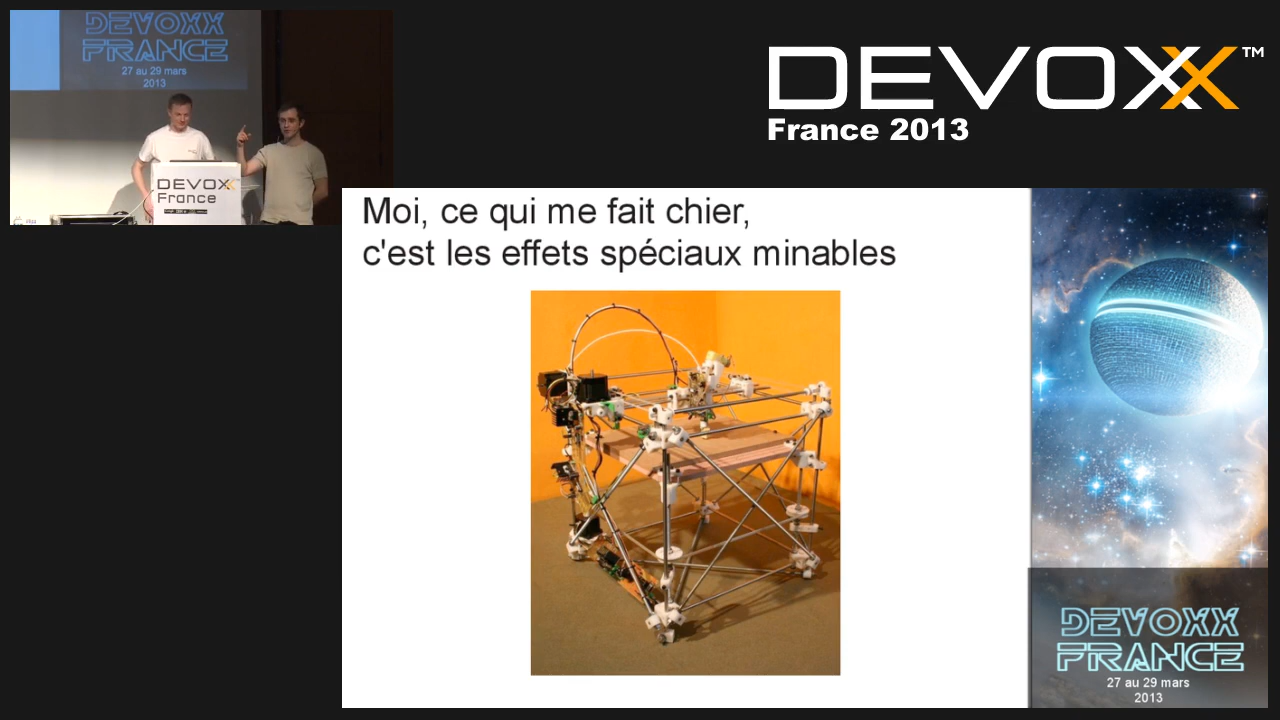 DEVOXX
FRANCE
27 au 29 mars
2013
DEVOXX
France
DEVOXX™
France 2013
Moi, ce qui me fait chier,
c'est les effets spéciaux minables
DEVOXX
FRANCE
27 au 29 mars
2013